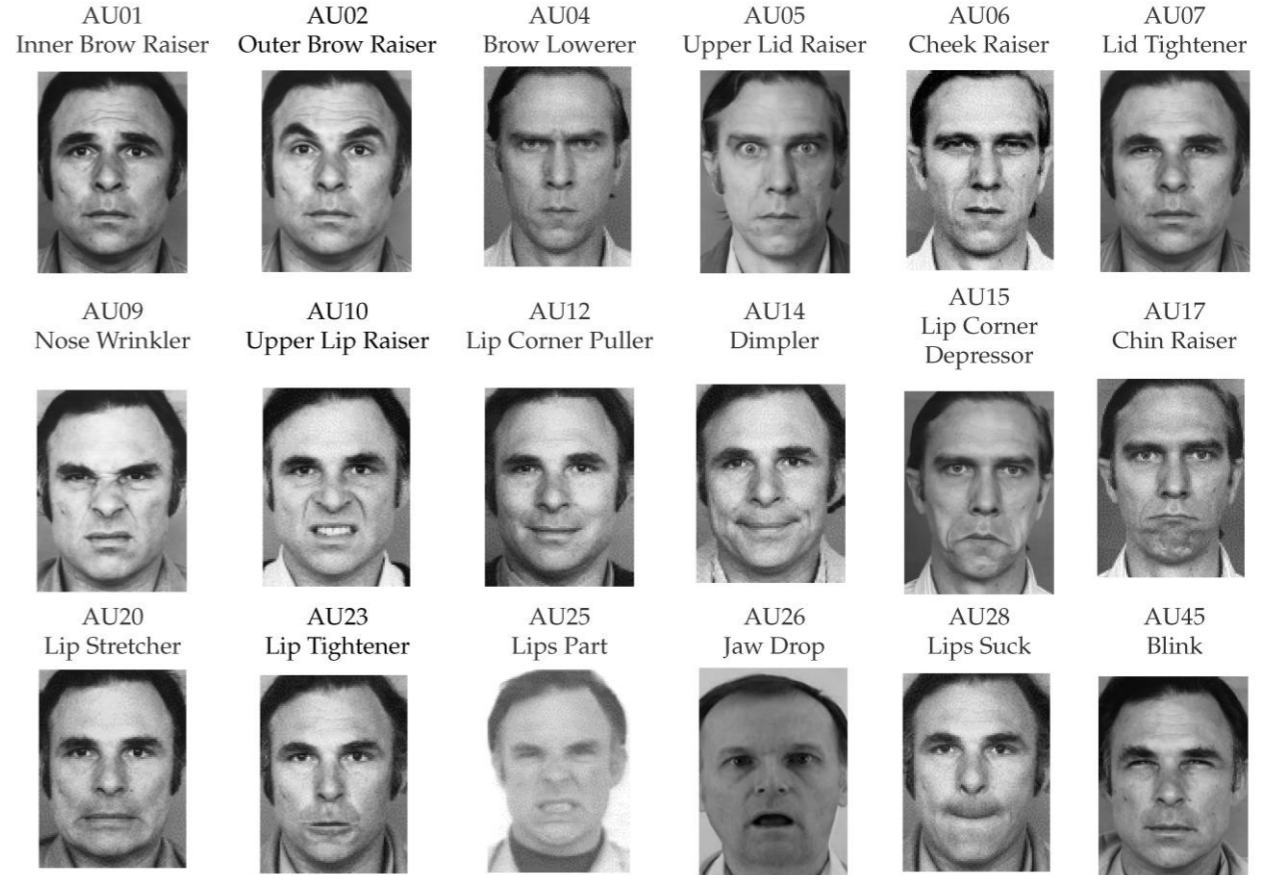 AU01
Inner Brow Raiser
AU02
Outer Brow Raiser
AU04
Brow Lowerer
AU05
Upper Lid Raiser
AU06
Cheek Raiser
AU07
Lid Tightener
AU09
Nose Wrinkler
AU10
Upper Lip Raiser
AU12
Lip Corner Puller
AU14
Dimpler
AU15
Lip Corner
Depressor
AU17
Chin Raiser
AU20
Lip Stretcher
AU23
Lip Tightener
AU25
Lips Part
AU26
Jaw Drop
AU28
Lips Suck
AU45
Blink